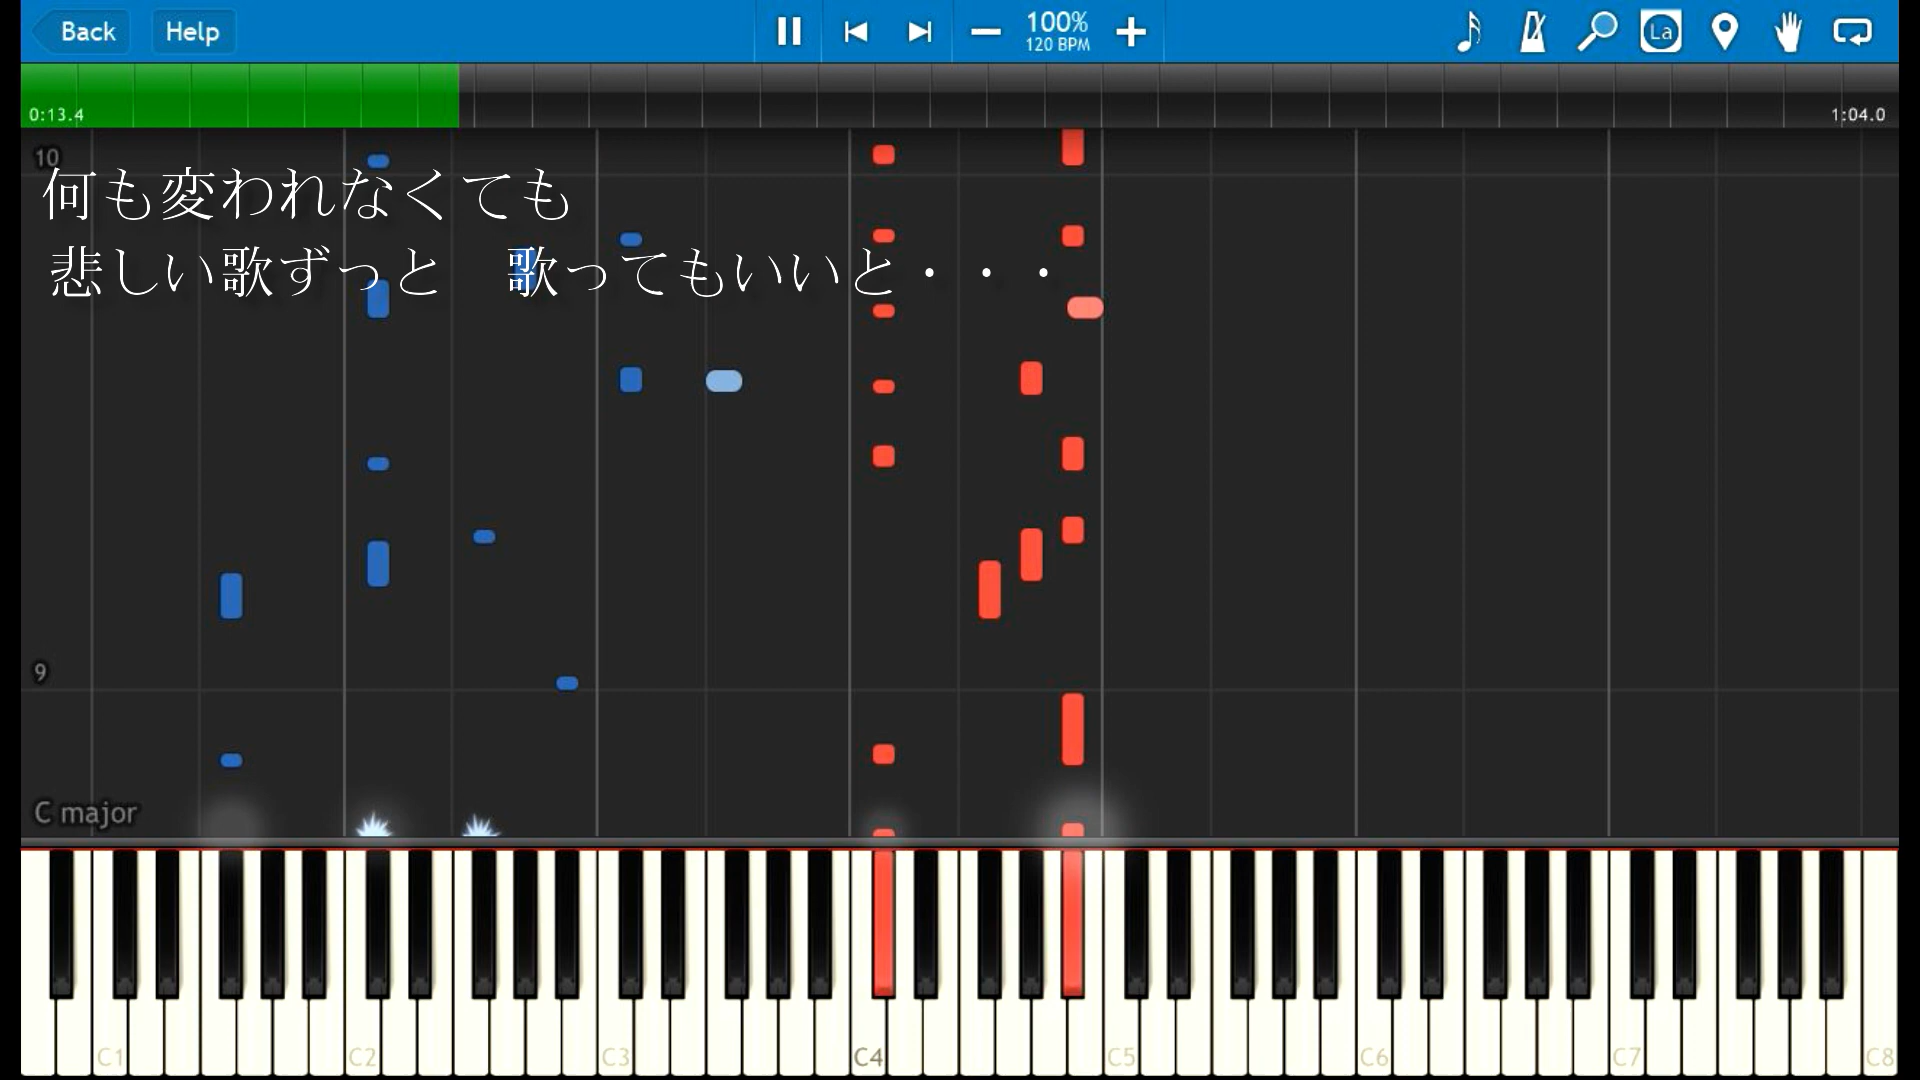 Back Help 100%
120 BPM
La
0:13.4 1:04.0
10
何も変われなくても
悲しい歌ずっと　歌ってもいいと・・・
9
C major
C1 C2 C3 C4 C5 C6 C7 C8